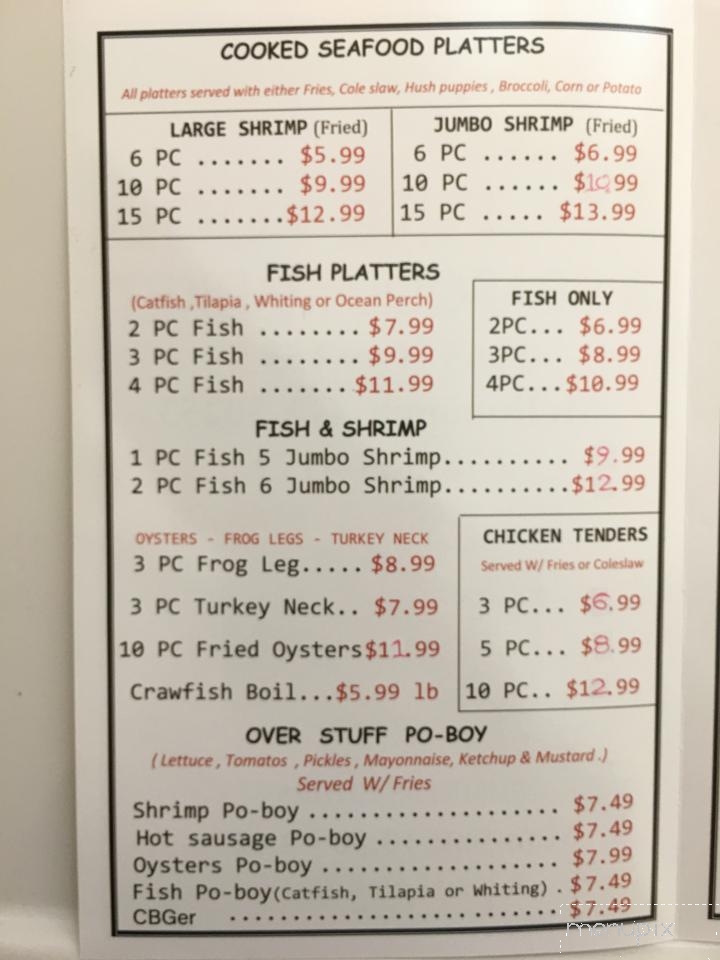 COOKED SEAFOOD PLATTERS
All platters served with either Fries, Cole slaw, Hush puppies , Broccoli, Corn or Potato
LARGE SHRIMP (Fried)
6 PC ....... $5.99
10 PC ....... $9.99
15 PC .......$12.99
JUMBO SHRIMP (Fried)
6 PC ...... $6.99
10 PC ...... $10.99
15 PC ..... $13.99
FISH PLATTERS
(Catfish ,Tilapia , Whiting or Ocean Perch)
2 PC Fish ........ $7.99
3 PC Fish ........ $9.99
4 PC Fish .......$11.99
FISH ONLY
2PC... $6.99
3PC... $8.99
4PC...$10.99
FISH & SHRIMP
1 PC Fish 5 Jumbo Shrimp.......... $9.99
2 PC Fish 6 Jumbo Shrimp..........$12.99
OYSTERS - FROG LEGS - TURKEY NECK
3 PC Frog Leg..... $8.99
3 PC Turkey Neck.. $7.99
10 PC Fried Oysters$11.99
Crawfish Boil...$5.99 lb
CHICKEN TENDERS
Served W/ Fries or Coleslaw
3 PC... $6.99
5 PC... $8.99
10 PC.. $12.99
OVER STUFF PO-BOY
( Lettuce , Tomatos , Pickles , Mayonnaise, Ketchup & Mustard .)
Served W/ Fries
Shrimp Po-boy ..................... $7.49
Hot sausage Po-boy ............... $7.49
Oysters Po-boy .................... $7.99
Fish Po-boy(Catfish, Tilapia or Whiting) . $7.49
CBGer ............................. $7.49
menupix